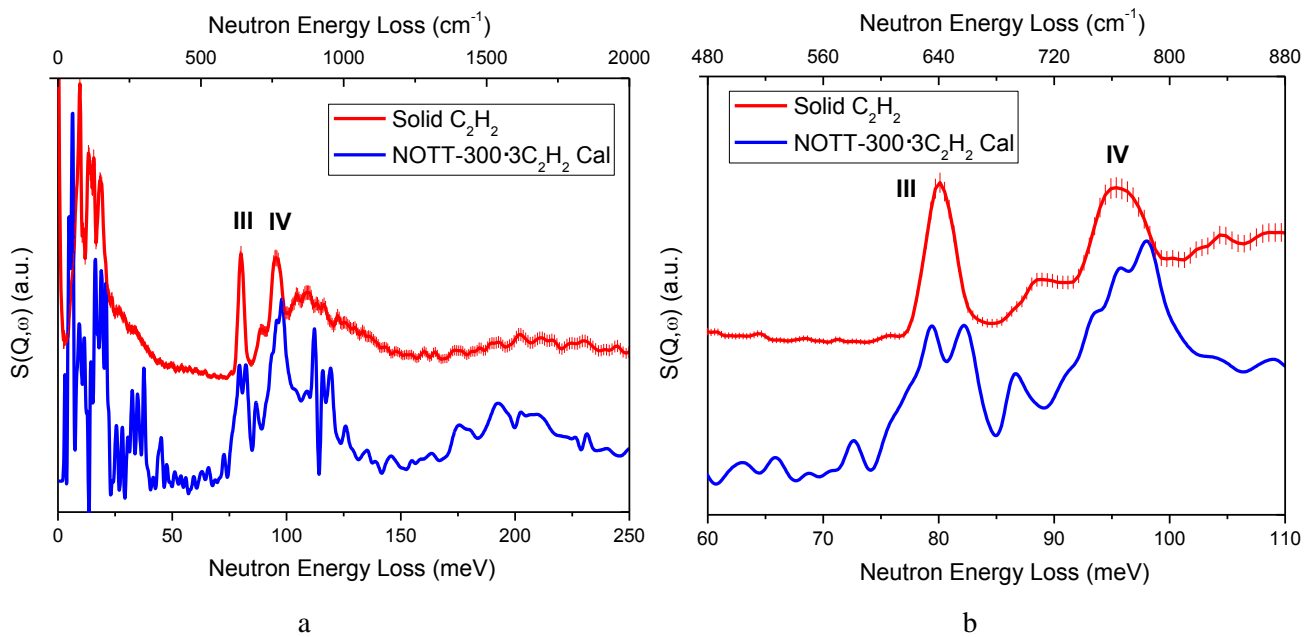 Neutron Energy Loss (cm⁻¹)
0 500 1000 1500 2000
Solid C₂H₂
NOTT-300·3C₂H₂ Cal
III
IV
S(Q,ω) (a.u.)
0 50 100 150 200 250
Neutron Energy Loss (meV)
a
Neutron Energy Loss (cm⁻¹)
480 560 640 720 800 880
Solid C₂H₂
NOTT-300·3C₂H₂ Cal
III
IV
S(Q,ω) (a.u.)
60 70 80 90 100 110
Neutron Energy Loss (meV)
b